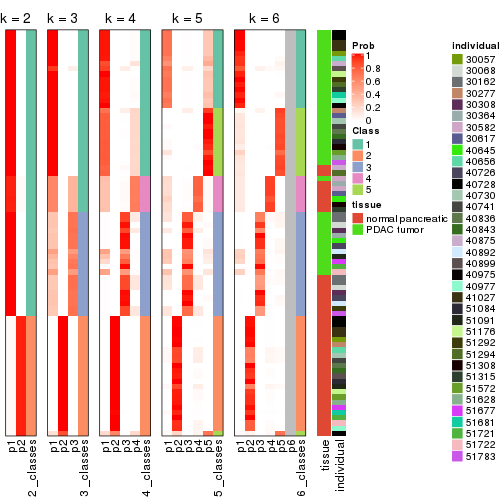 k = 2
k = 3
k = 4
k = 5
k = 6
p1
p2
2_classes
p1
p2
p3
3_classes
p1
p2
p3
p4
4_classes
p1
p2
p3
p4
p5
5_classes
p1
p2
p3
p4
p5
p6
6_classes
tissue
individual
Prob
1
0.8
0.6
0.4
0.2
0
Class
1
2
3
4
5
tissue
normal pancreatic
PDAC tumor
individual
30057
30068
30162
30277
30308
30364
30582
30617
40645
40656
40726
40728
40730
40741
40836
40843
40875
40892
40899
40975
40977
41027
51084
51091
51176
51292
51294
51308
51315
51572
51628
51677
51681
51721
51722
51783